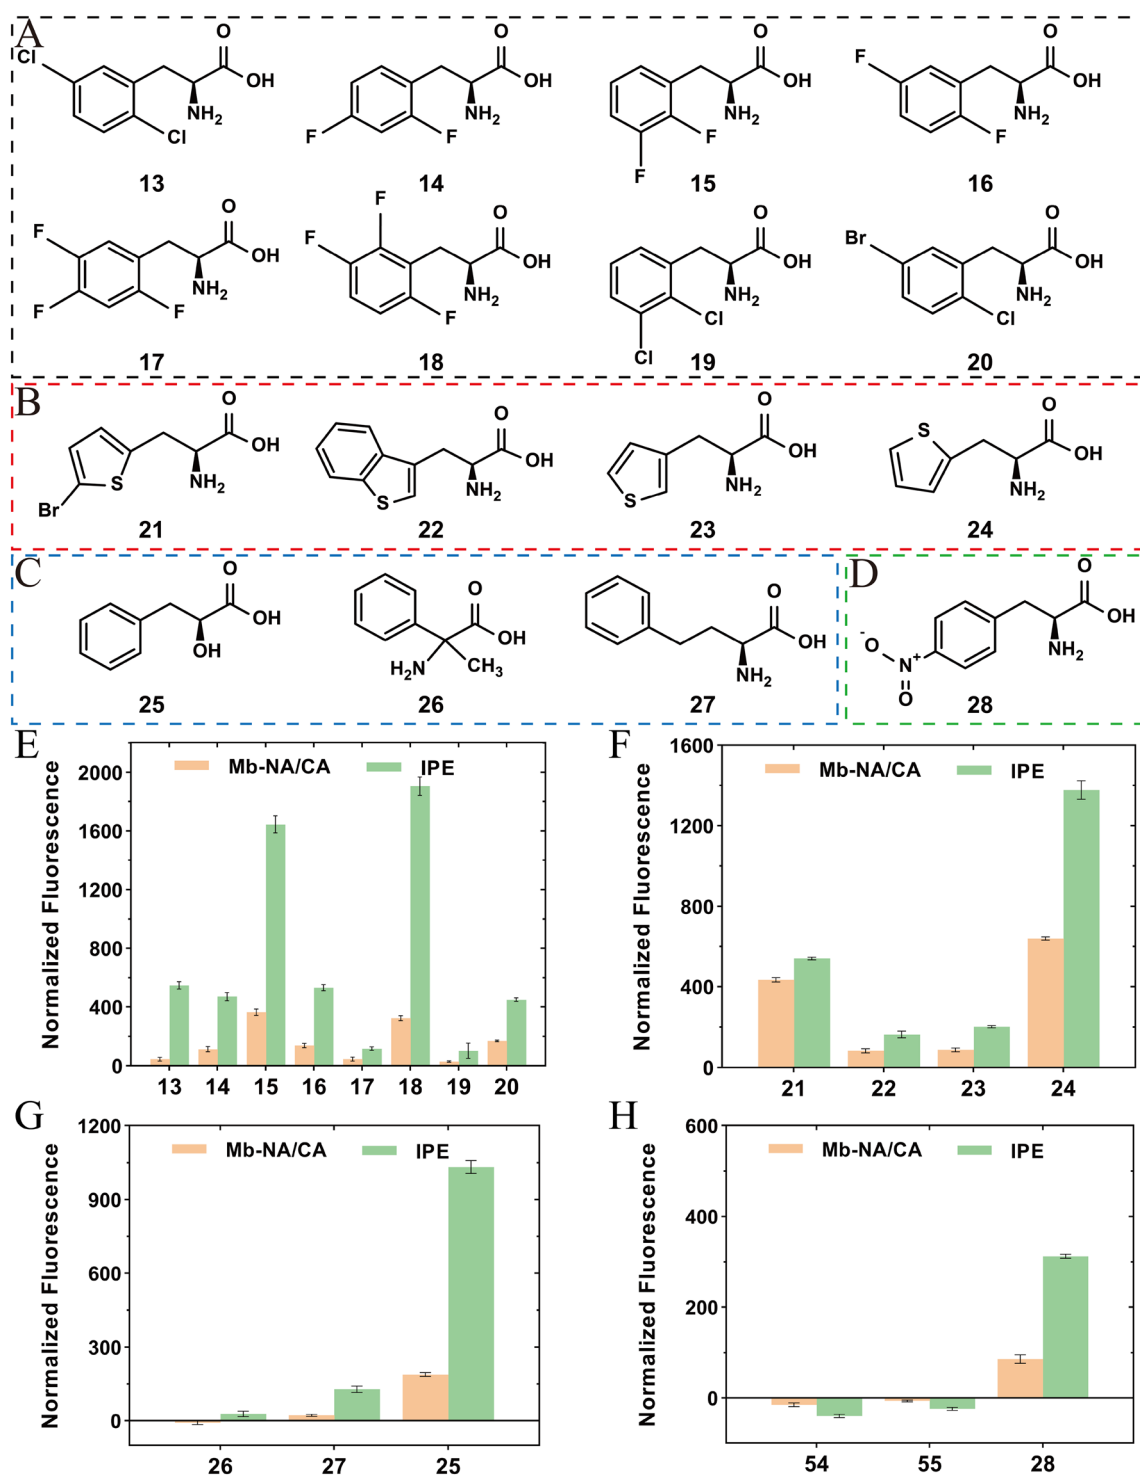 A
Cl
O
OH
NH2
Cl
13
O
OH
NH2
F
F
14
O
OH
NH2
F
F
15
F
O
OH
NH2
F
16
F
O
OH
NH2
F
F
17
F
F
O
OH
NH2
F
18
O
OH
NH2
Cl
Cl
19
Br
O
OH
NH2
Cl
20
B
O
OH
NH2
S
Br
21
O
OH
NH2
S
22
O
OH
NH2
S
23
S
O
OH
NH2
24
C
O
OH
OH
25
O
OH
H2N
CH3
26
O
OH
NH2
27
D
O
OH
NH2
-O
N+
O
28
E
Normalized Fluorescence
Mb-NA/CA IPE
2000
1600
1200
800
400
0
13 14 15 16 17 18 19 20
F
Normalized Fluorescence
Mb-NA/CA IPE
1600
1200
800
400
0
21 22 23 24
G
Normalized Fluorescence
Mb-NA/CA IPE
1200
900
600
300
0
26 27 25
H
Normalized Fluorescence
Mb-NA/CA IPE
600
400
200
0
54 55 28